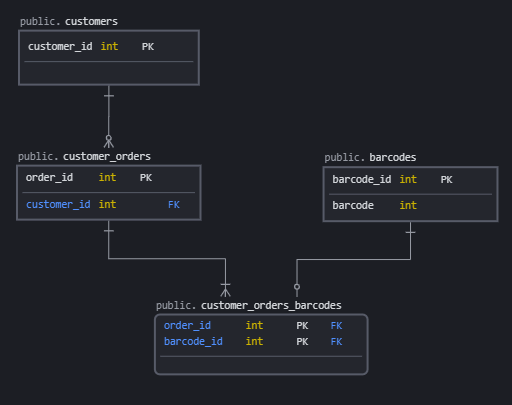 public. customers
customer_id int PK
public. customer_orders
order_id int PK
customer_id int FK
public. barcodes
barcode_id int PK
barcode int
public. customer_orders_barcodes
order_id int PK FK
barcode_id int PK FK